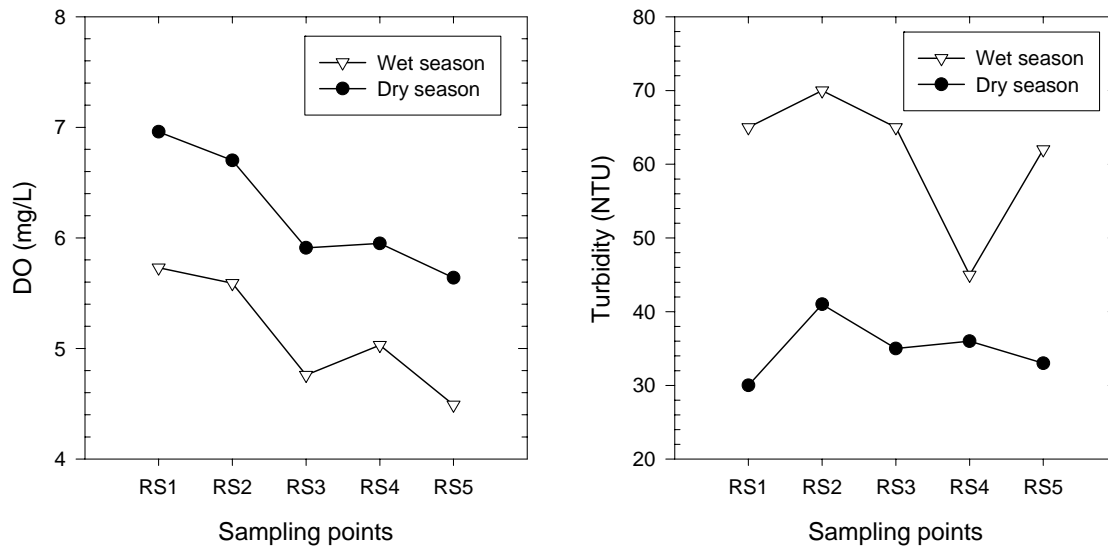 8
7
6
5
4
DO (mg/L)
Wet season
Dry season
RS1 RS2 RS3 RS4 RS5
Sampling points
80
70
60
50
40
30
20
Turbidity (NTU)
Wet season
Dry season
RS1 RS2 RS3 RS4 RS5
Sampling points